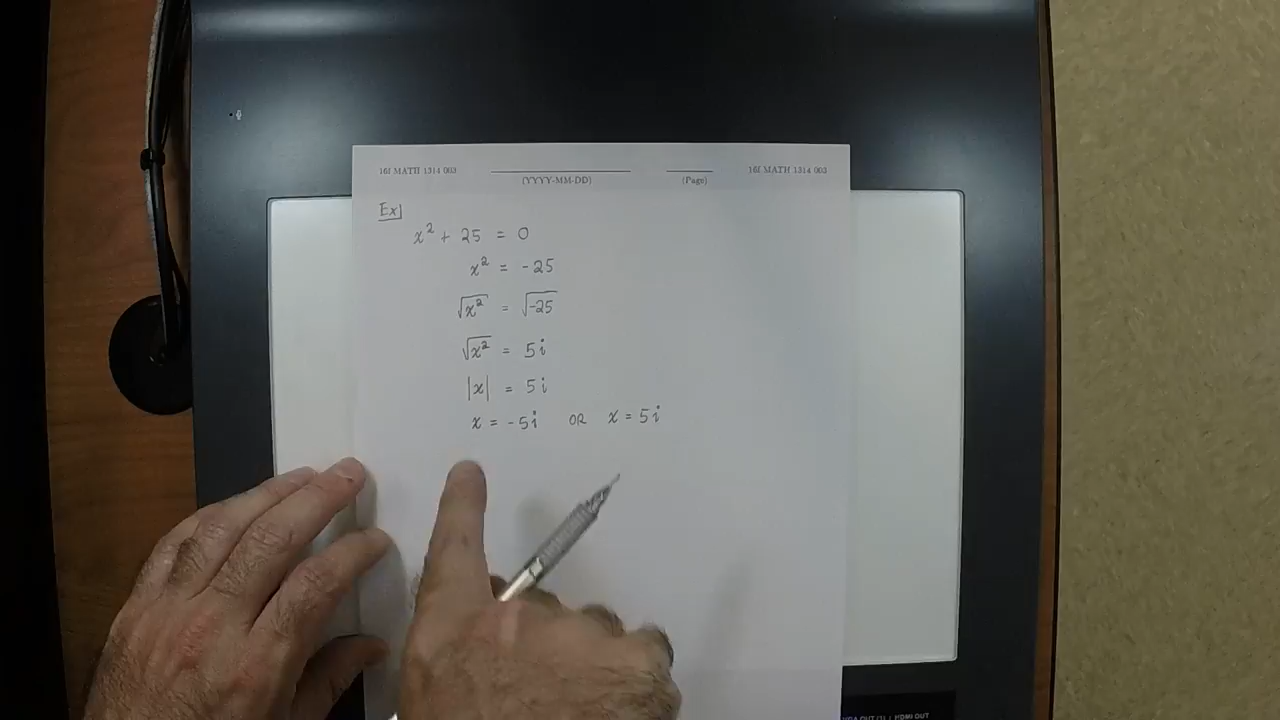 16f MATH 1314 003 (YYYY-MM-DD) (Page) 16f MATH 1314 003
Ex
x² + 25 = 0
x² = -25
√x² = √-25
√x² = 5i
|x| = 5i
x = -5i OR x = 5i